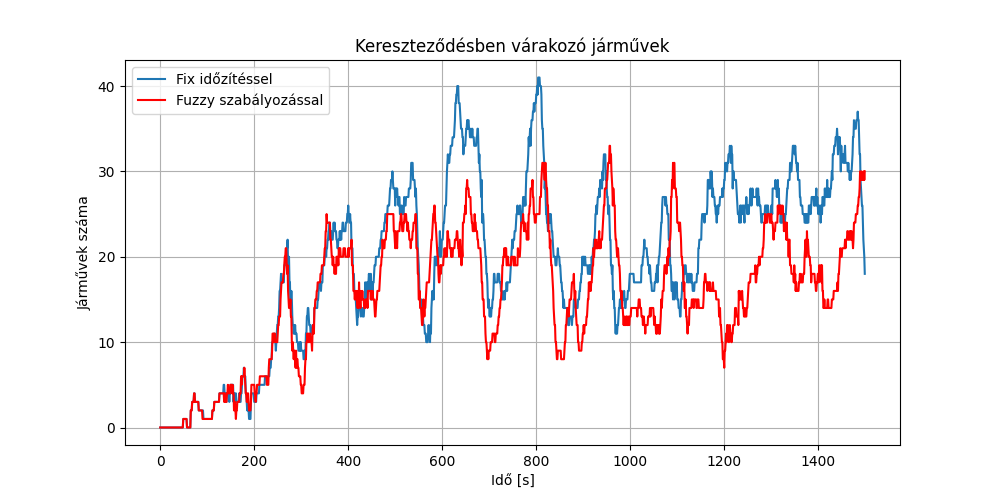 Kereszteződésben várakozó járművek
Fix időzítéssel
Fuzzy szabályozással
Járművek száma
40
30
20
10
0
0 200 400 600 800 1000 1200 1400
Idő [s]